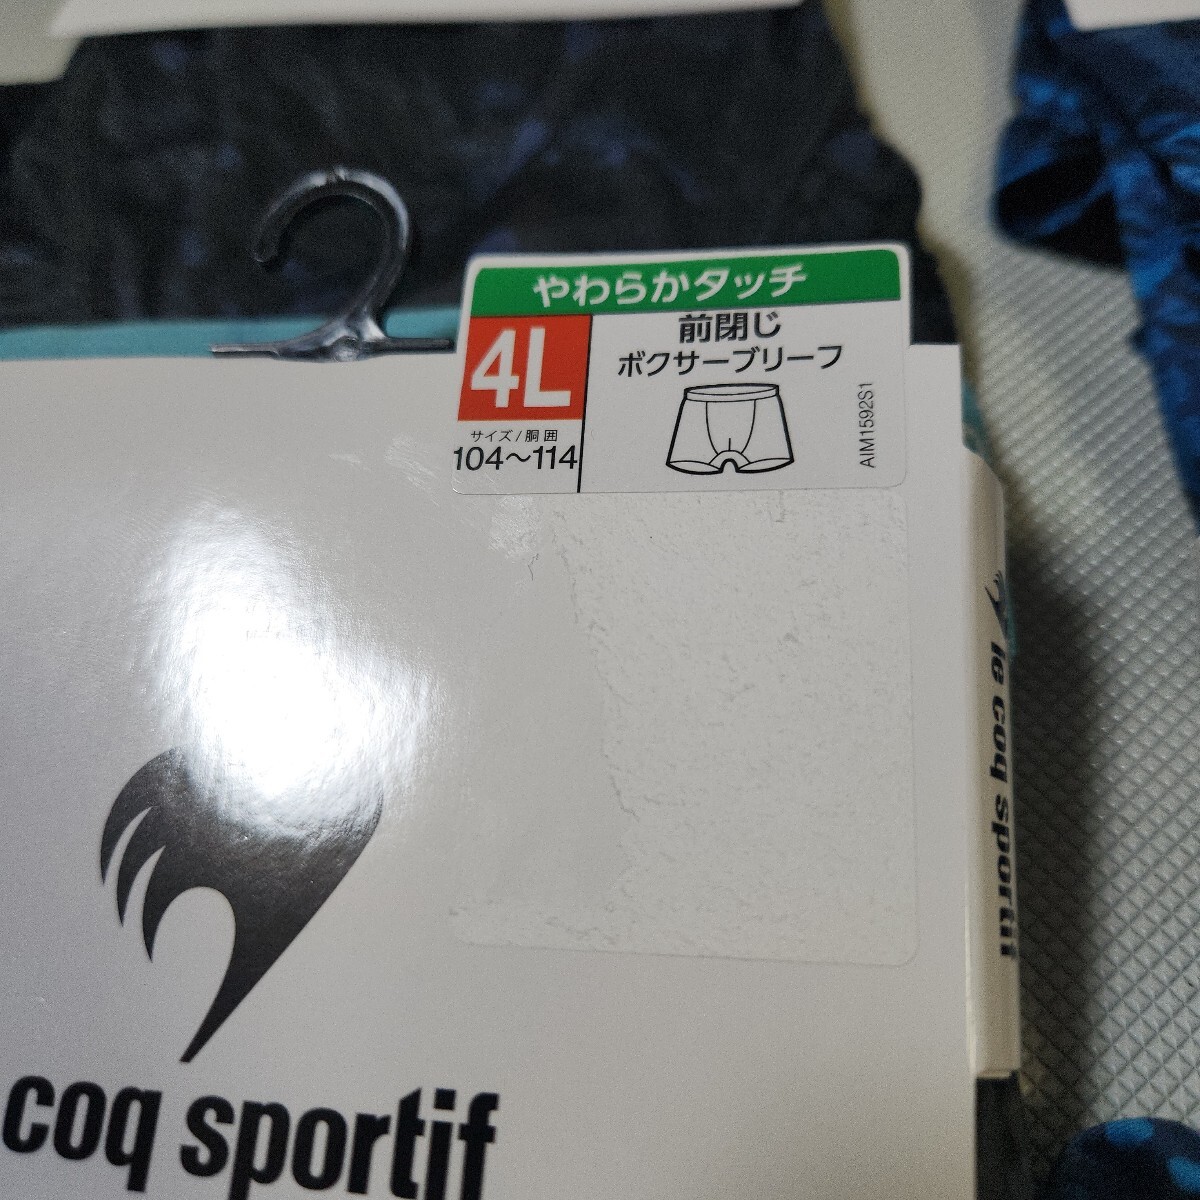 やわらかタッチ
4L
サイズ/胴囲
104〜114
前閉じ
ボクサーブリーフ
AIM1592S1
le coq sportif
coq sportif